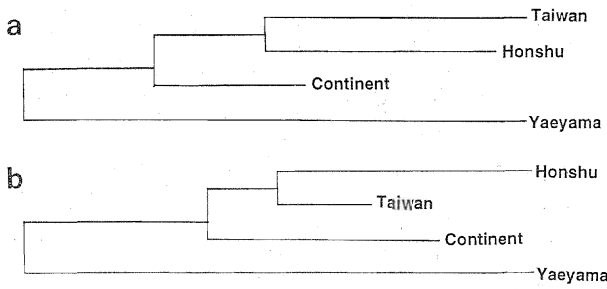 a
Taiwan
Honshu
Continent
Yaeyama
b
Honshu
Taiwan
Continent
Yaeyama